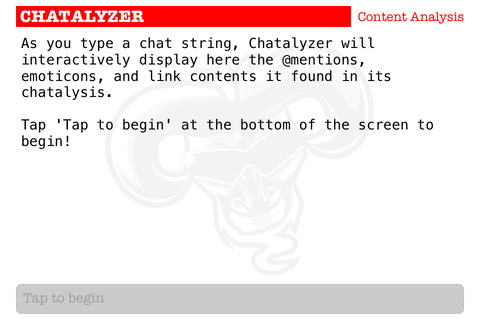 CHATALYZER Content Analysis
As you type a chat string, Chatalyzer will
interactively display here the @mentions,
emoticons, and link contents it found in its
chatalysis.
Tap 'Tap to begin' at the bottom of the screen to
begin!
Tap to begin